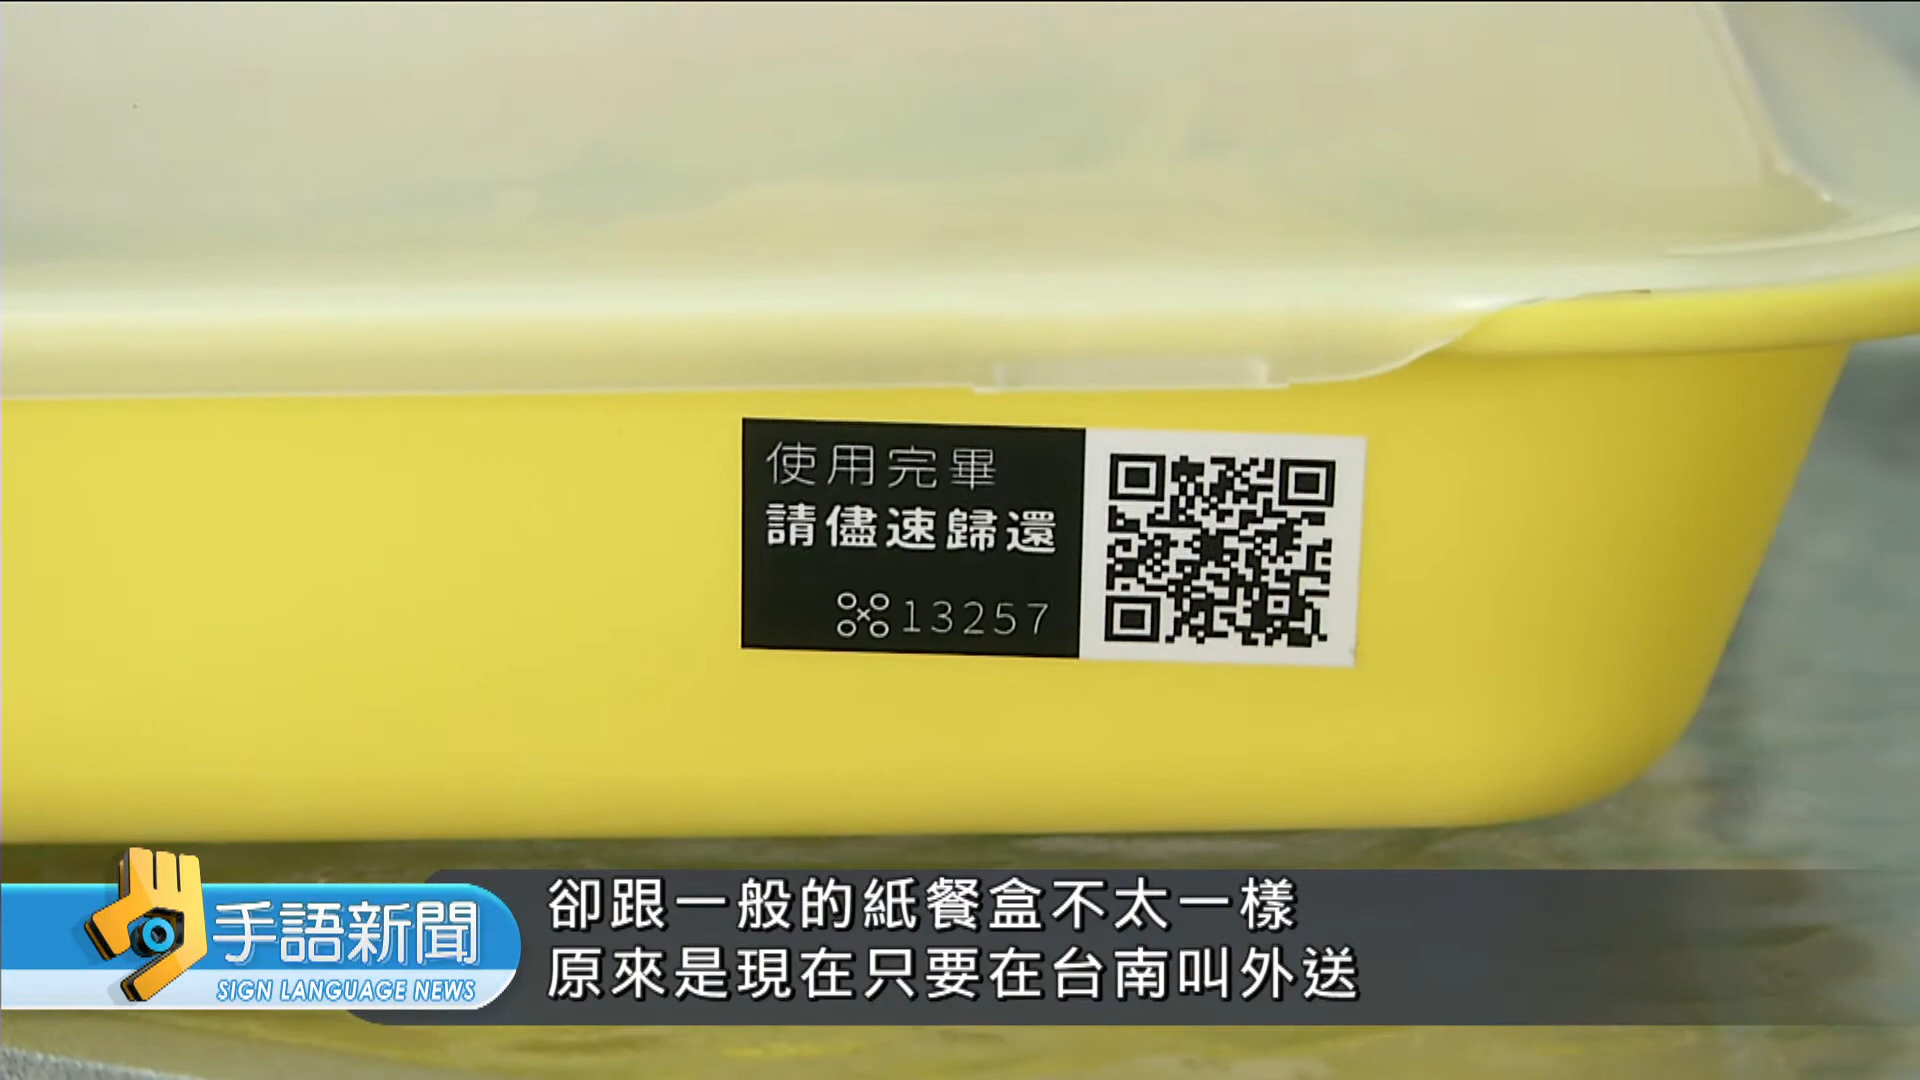 使用完畢
請儘速歸還
13257
手語新聞
SIGN LANGUAGE NEWS
卻跟一般的紙餐盒不太一樣
原來是現在只要在台南叫外送